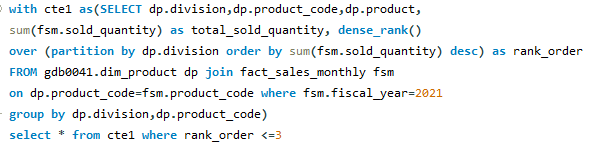 with cte1 as(SELECT dp.division,dp.product_code,dp.product,
sum(fsm.sold_quantity) as total_sold_quantity, dense_rank()
over (partition by dp.division order by sum(fsm.sold_quantity) desc) as rank_order
FROM gdb0041.dim_product dp join fact_sales_monthly fsm
on dp.product_code=fsm.product_code where fsm.fiscal_year=2021
group by dp.division,dp.product_code)
select * from cte1 where rank_order <=3